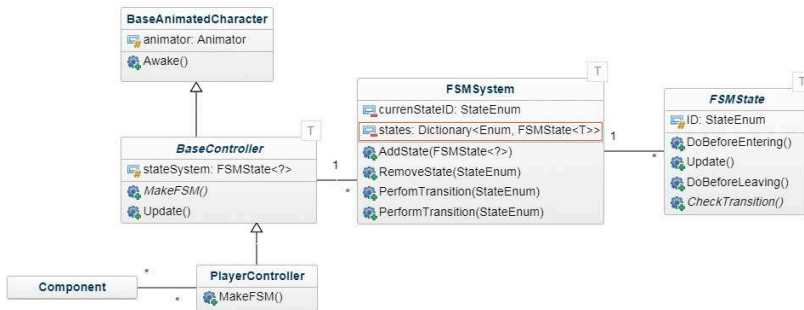 BaseAnimatedCharacter
animator: Animator
Awake()
T
BaseController
stateSystem: FSMState<?>
MakeFSM()
Update()
1
*
T
FSMSystem
currenStateID: StateEnum
states: Dictionary<Enum, FSMState<T>>
AddState(FSMState<?>)
RemoveState(StateEnum)
PerfomTransition(StateEnum)
PerformTransition(StateEnum)
1
*
T
FSMState
ID: StateEnum
DoBeforeEntering()
Update()
DoBeforeLeaving()
CheckTransition()
Component
*
*
PlayerController
MakeFSM()